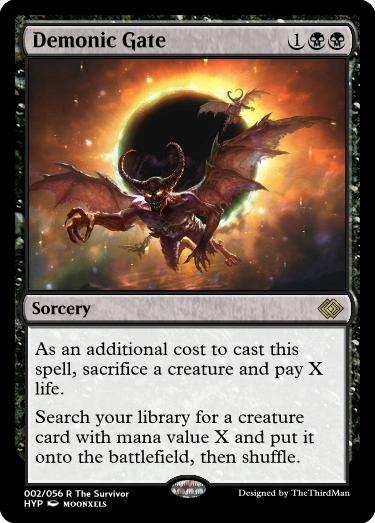 Demonic Gate 1
Sorcery
As an additional cost to cast this
spell, sacrifice a creature and pay X
life.
Search your library for a creature
card with mana value X and put it
onto the battlefield, then shuffle.
002/056 R The Survivor
HYP MOONXELS
Designed by TheThirdMan